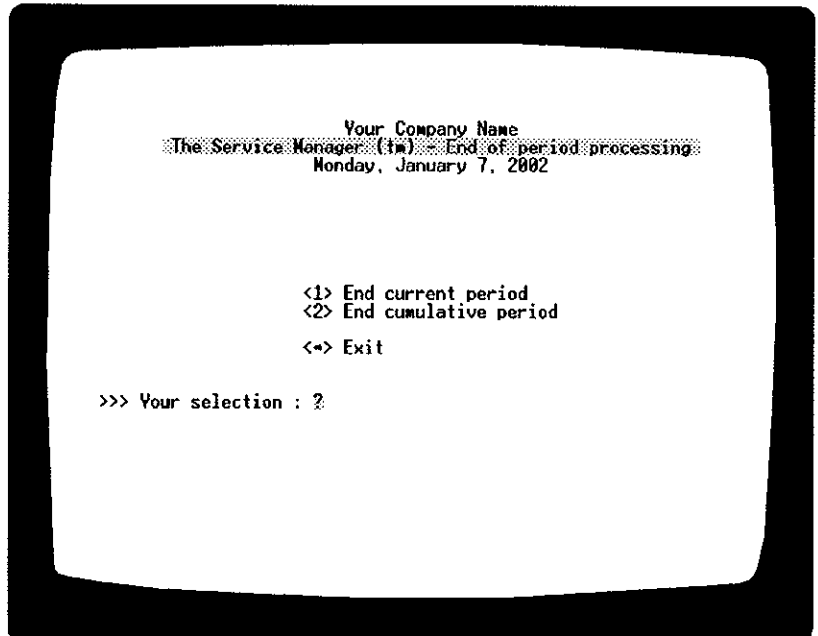 Your Company Name
The Service Manager (tm) - End of period processing
Monday, January 7, 2002
<1> End current period
<2> End cumulative period
<*> Exit
>>> Your selection : ?